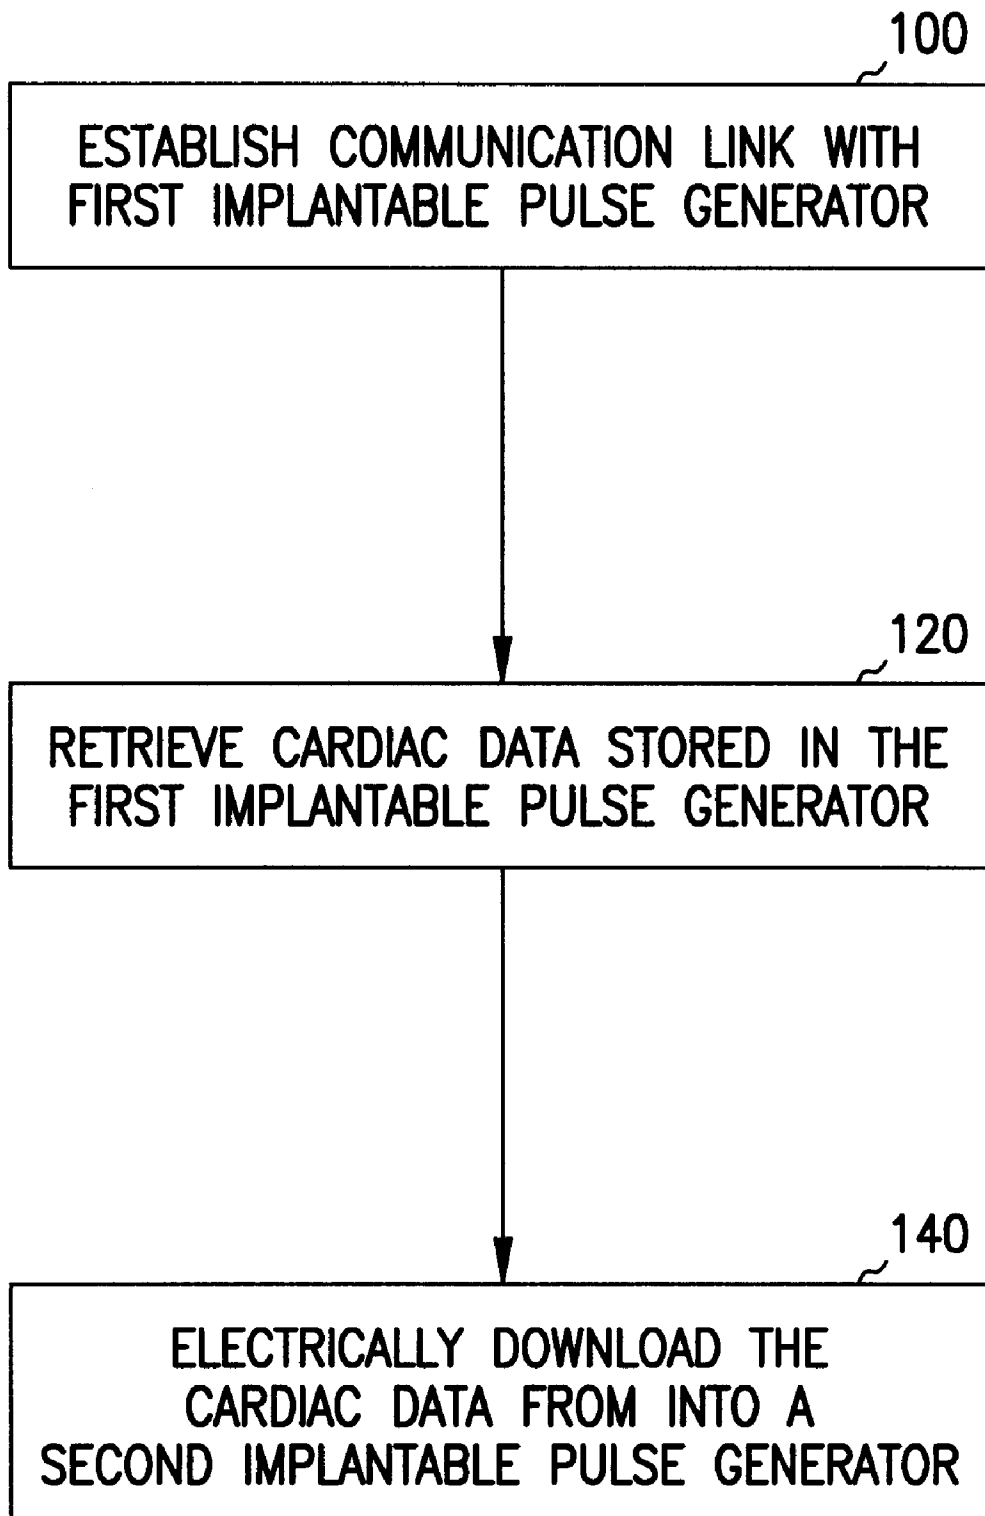 100
ESTABLISH COMMUNICATION LINK WITH
FIRST IMPLANTABLE PULSE GENERATOR
120
RETRIEVE CARDIAC DATA STORED IN THE
FIRST IMPLANTABLE PULSE GENERATOR
140
ELECTRICALLY DOWNLOAD THE
CARDIAC DATA FROM INTO A
SECOND IMPLANTABLE PULSE GENERATOR